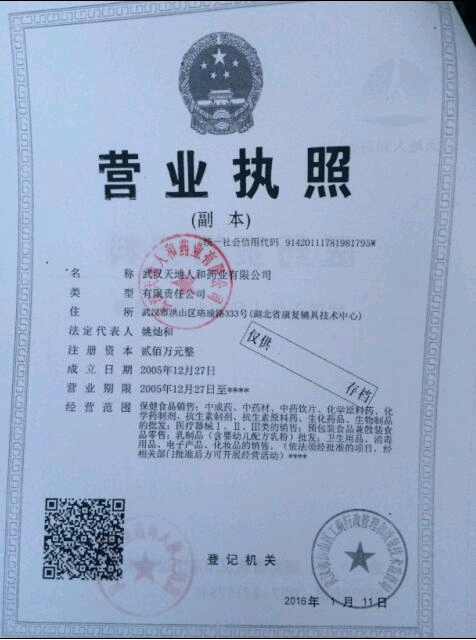 营业执照
(副 本)
统一社会信用代码 91420111781981795W
名 称 武汉天地人和药业有限公司
类 型 有限责任公司
住 所 武汉市洪山区珞瑜路333号(湖北省康复辅具技术中心)
法定代表人 姚灿和
注 册 资 本 贰佰万元整
成 立 日 期 2005年12月27日
营 业 期 限 2005年12月27日至****
经 营 范 围 保健食品销售；中成药、中药材、中药饮片、化学原料药、化
学药制剂、抗生素制剂、抗生素原料药、生化药品、生物制品
的批发；医疗器械Ⅰ、Ⅱ、Ⅲ类的销售；预包装食品兼散装食
品零售；乳制品（含婴幼儿配方乳粉）批发；卫生用品、消毒
用品、电子产品、化妆品的销售。（依法须经批准的项目，经
相关部门批准后方可开展经营活动）****
仅供
存档
登 记 机 关
2016年 1月 11日